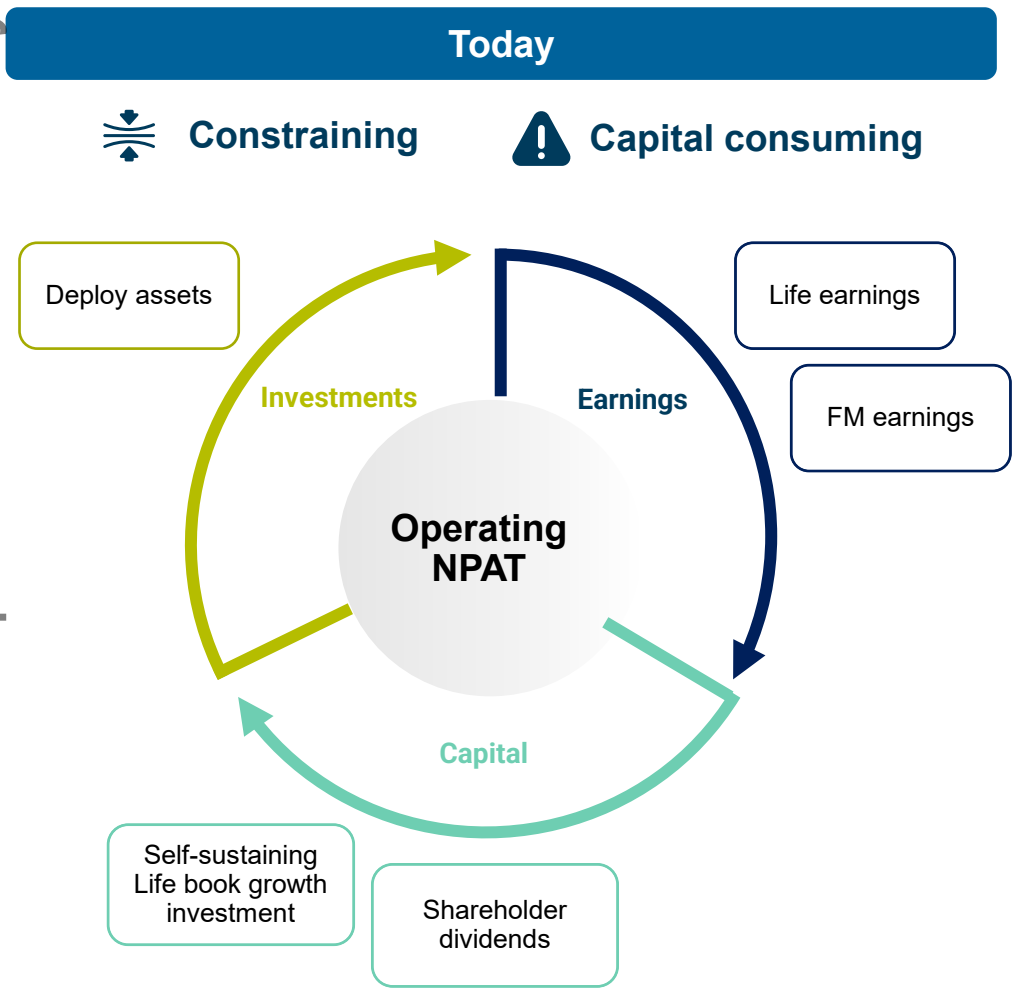 Today
Constraining
Capital consuming
Deploy assets
Life earnings
FM earnings
Investments
Earnings
Operating
NPAT
Capital
Self-sustaining
Life book growth
investment
Shareholder
dividends